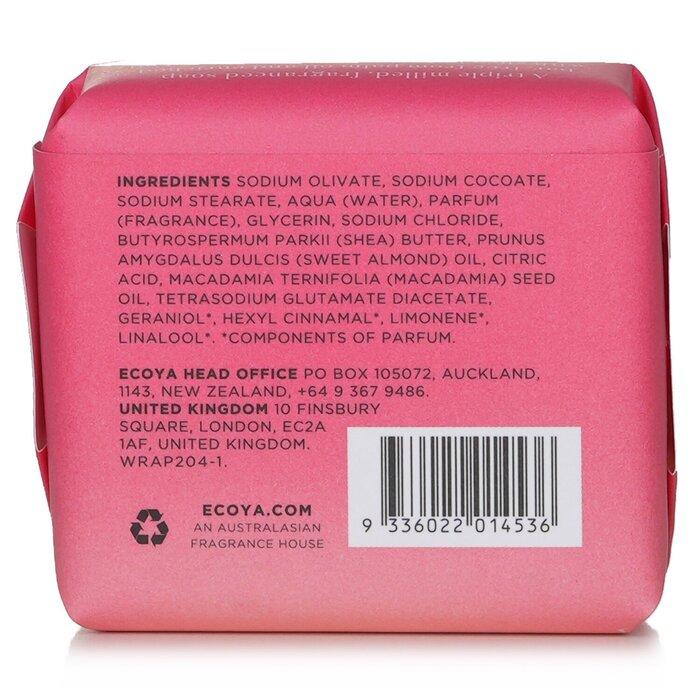 A triple milled, fragranced soap
INGREDIENTS SODIUM OLIVATE, SODIUM COCOATE,
SODIUM STEARATE, AQUA (WATER), PARFUM
(FRAGRANCE), GLYCERIN, SODIUM CHLORIDE,
BUTYROSPERMUM PARKII (SHEA) BUTTER, PRUNUS
AMYGDALUS DULCIS (SWEET ALMOND) OIL, CITRIC
ACID, MACADAMIA TERNIFOLIA (MACADAMIA) SEED
OIL, TETRASODIUM GLUTAMATE DIACETATE,
GERANIOL*, HEXYL CINNAMAL*, LIMONENE*,
LINALOOL*. *COMPONENTS OF PARFUM.
ECOYA HEAD OFFICE PO BOX 105072, AUCKLAND,
1143, NEW ZEALAND, +64 9 367 9486.
UNITED KINGDOM 10 FINSBURY
SQUARE, LONDON, EC2A
1AF, UNITED KINGDOM.
WRAP204-1.
ECOYA.COM
AN AUSTRALASIAN
FRAGRANCE HOUSE
9 336022 014536